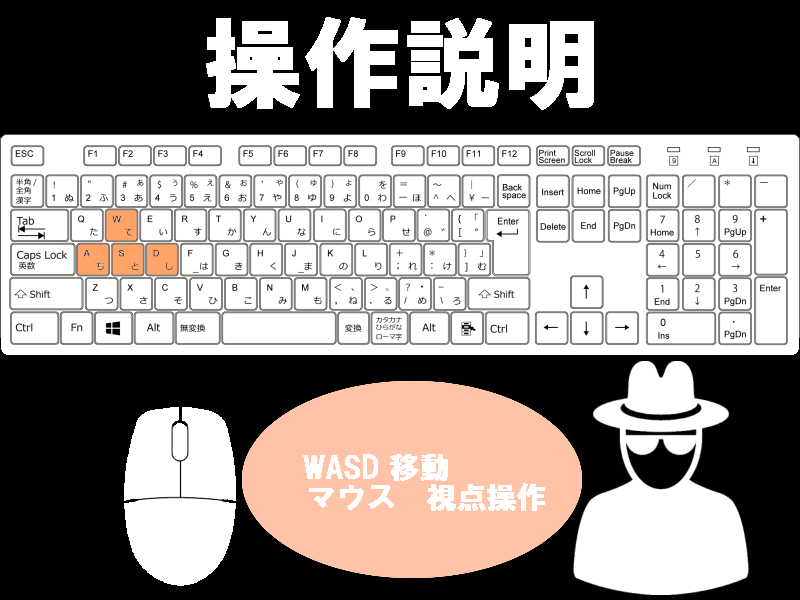 操作説明
ESC F1 F2 F3 F4 F5 F6 F7 F8 F9 F10 F11 F12 Print Screen Scroll Lock Pause Break 9 A
半角/全角 漢字 ! 1 ぬ " 2 ふ # ぁ 3 あ $ ぅ 4 う % ぇ 5 え & ぉ 6 お ' ゃ 7 や ( ゅ 8 ゆ ) ょ 9 よ を 0 わ = - ほ ~ ^ へ | ¥ ー Back space Insert Home PgUp Num Lock / * -
Tab Q た W て E い R す T か Y ん U な I に O ら P せ ` @ ゛ { 「 [ ° Enter Delete End PgDn 7 Home 8 ↑ 9 PgUp +
Caps Lock 英数 A ち S と D し F _は G き H く J _ま K の L り + ; れ * : け } 」 ] む 4 ← 5 6 →
Shift Z つ X さ C そ V ひ B こ N み M も < 、 , ね > 。 . る ? ・ / め _ \ ろ Shift ↑ 1 End 2 ↓ 3 PgDn Enter
Ctrl Fn Alt 無変換 変換 カタカナ ひらがな ローマ字 Alt Ctrl ← ↓ → 0 Ins . PgDn
WASD 移動
マウス 視点操作